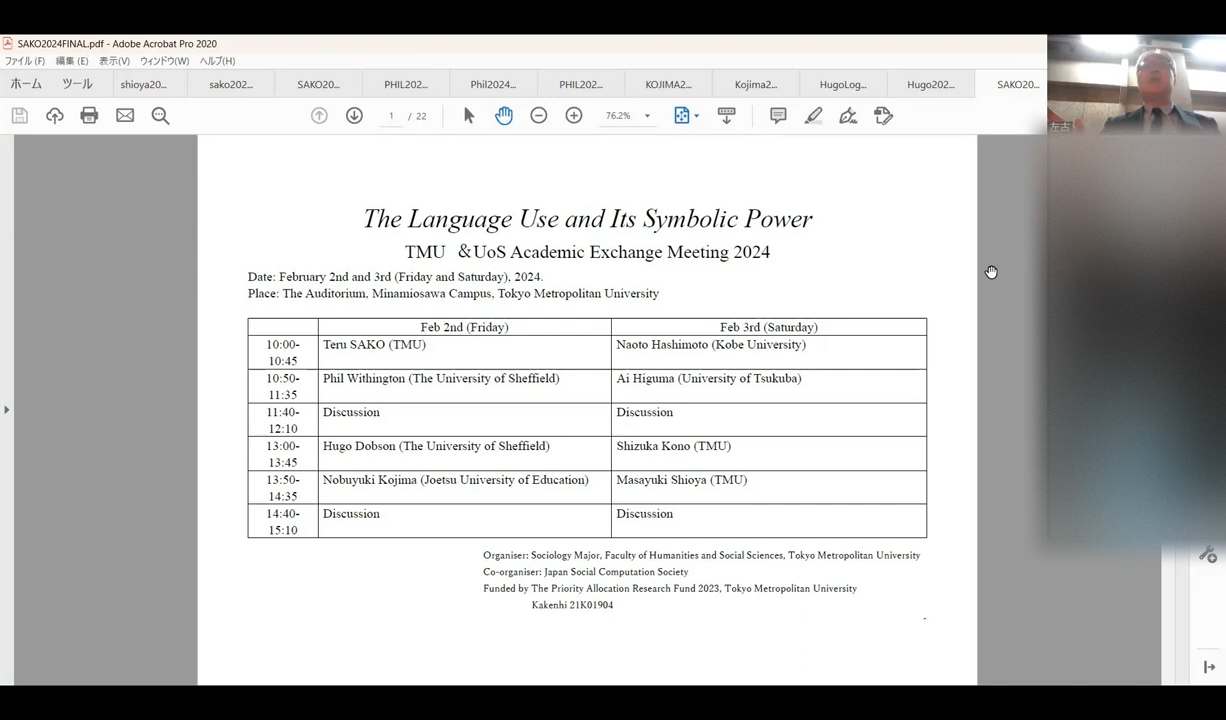 SAKO2024FINAL.pdf - Adobe Acrobat Pro 2020
ファイル(F) 編集(E) 表示(V) ウィンドウ(W) ヘルプ(H)
ホーム ツール shioya20... sako202... SAKO20... PHIL202... Phil2024... PHIL202... KOJIMA2... Kojima2... HugoLog... Hugo202... SAKO20...
1 / 22 76.2%
左古
The Language Use and Its Symbolic Power
TMU &UoS Academic Exchange Meeting 2024
Date: February 2nd and 3rd (Friday and Saturday), 2024.
Place: The Auditorium, Minamiosawa Campus, Tokyo Metropolitan University
Feb 2nd (Friday) Feb 3rd (Saturday)
10:00- Teru SAKO (TMU) Naoto Hashimoto (Kobe University)
10:45
10:50- Phil Withington (The University of Sheffield) Ai Higuma (University of Tsukuba)
11:35
11:40- Discussion Discussion
12:10
13:00- Hugo Dobson (The University of Sheffield) Shizuka Kono (TMU)
13:45
13:50- Nobuyuki Kojima (Joetsu University of Education) Masayuki Shioya (TMU)
14:35
14:40- Discussion Discussion
15:10
Organiser: Sociology Major, Faculty of Humanities and Social Sciences, Tokyo Metropolitan University
Co-organiser: Japan Social Computation Society
Funded by The Priority Allocation Research Fund 2023, Tokyo Metropolitan University
Kakenhi 21K01904